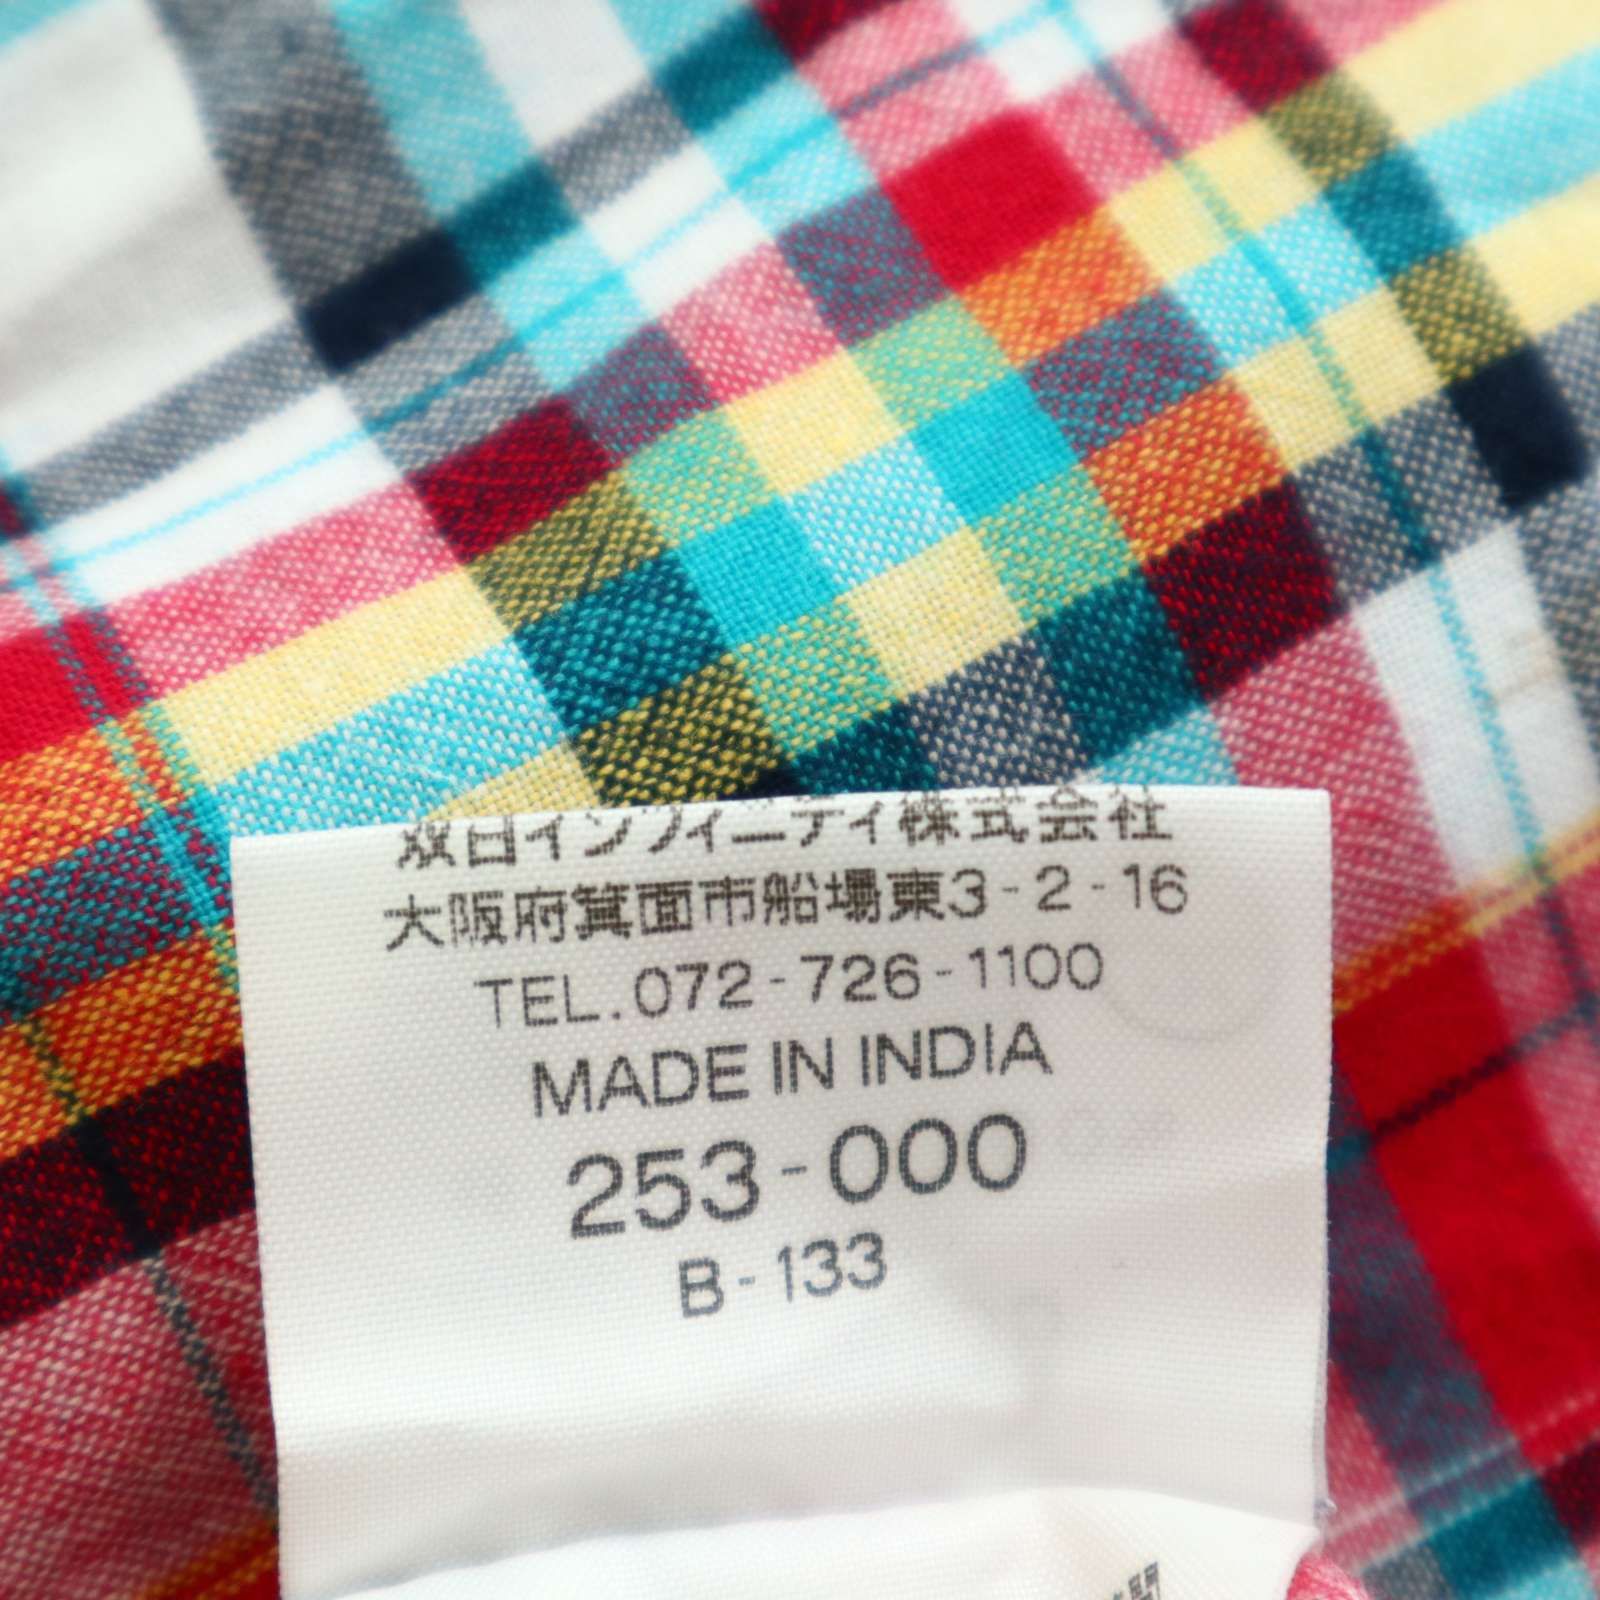 双日インフィニティ株式会社
大阪府箕面市船場東3-2-16
TEL.072-726-1100
MADE IN INDIA
253-000
B-133